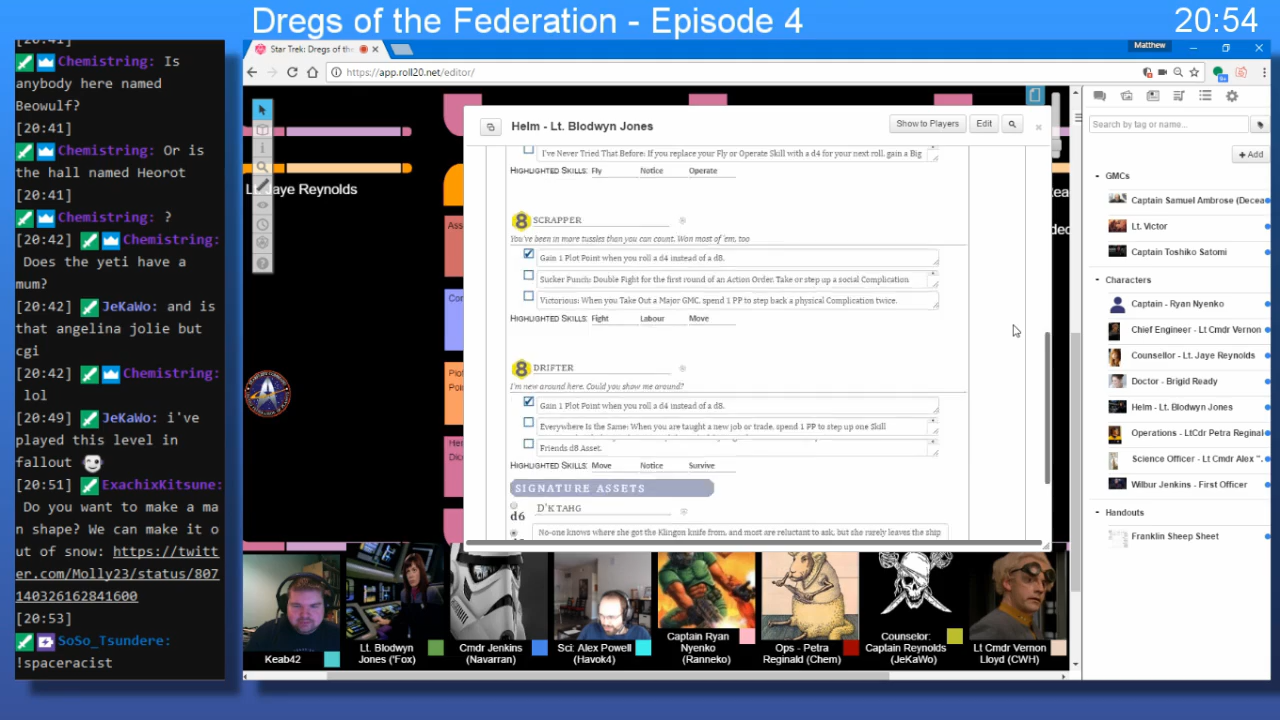 Dregs of the Federation - Episode 4
20:54
[20:41]
Chemistring: Is
anybody here named
Beowulf?
[20:41]
Chemistring: Or is
the hall named Heorot
[20:41]
Chemistring: ?
[20:42] Chemistring:
Does the yeti have a
mum?
[20:42] JeKaWo: and is
that angelina jolie but
cgi
[20:42] Chemistring:
lol
[20:49] JeKaWo: i've
played this level in
fallout
[20:51] ExachixKitsune:
Do you want to make a ma
n shape? We can make it o
ut of snow: https://twitt
er.com/Molly23/status/807
140326162841600
[20:53]
SoSo_Tsundere:
!spaceracist
Star Trek: Dregs of the
Matthew
https://app.roll20.net/editor/
Lt. Jaye Reynolds
Helm - Lt. Blodwyn Jones
Show to Players
Edit
I've Never Tried That Before: If you replace your Fly or Operate Skill with a d4 for your next roll, gain a Big
Highlighted Skills: Fly Notice Operate
8 Scrapper
You've been in more tussles than you can count. Won most of 'em, too
Gain 1 Plot Point when you roll a d4 instead of a d8.
Sucker Punch: Double Fight for the first round of an Action Order. Take or step up a social Complication
Victorious: When you Take Out a Major GMC, spend 1 PP to step back a physical Complication twice.
Highlighted Skills: Fight Labour Move
8 Drifter
I'm new around here. Could you show me around?
Gain 1 Plot Point when you roll a d4 instead of a d8.
Everywhere Is the Same: When you are taught a new job or trade, spend 1 PP to step up one Skill
Friends d8 Asset.
Highlighted Skills: Move Notice Survive
Signature Assets
d6
D'k tahg
No-one knows where she got the Klingon knife from, and most are reluctant to ask, but she rarely leaves the ship
Search by tag or name...
+ Add
GMCs
Captain Samuel Ambrose (Decea
Lt. Victor
Captain Toshiko Satomi
Characters
Captain - Ryan Nyenko
Chief Engineer - Lt Cmdr Vernon
Counsellor - Lt. Jaye Reynolds
Doctor - Brigid Ready
Helm - Lt. Blodwyn Jones
Operations - LtCdr Petra Reginal
Science Officer - Lt Cmdr Alex ".
Wilbur Jenkins - First Officer
Handouts
Franklin Sheep Sheet
Keab42
Lt. Blodwyn
Jones ('Fox)
Cmdr Jenkins
(Navarran)
Sci: Alex Powell
(Havok4)
Captain Ryan
Nyenko
(Ranneko)
Ops - Petra
Reginald (Chem)
Counselor:
Captain Reynolds
(JeKaWo)
Lt Cmdr Vernon
Lloyd (CWH)